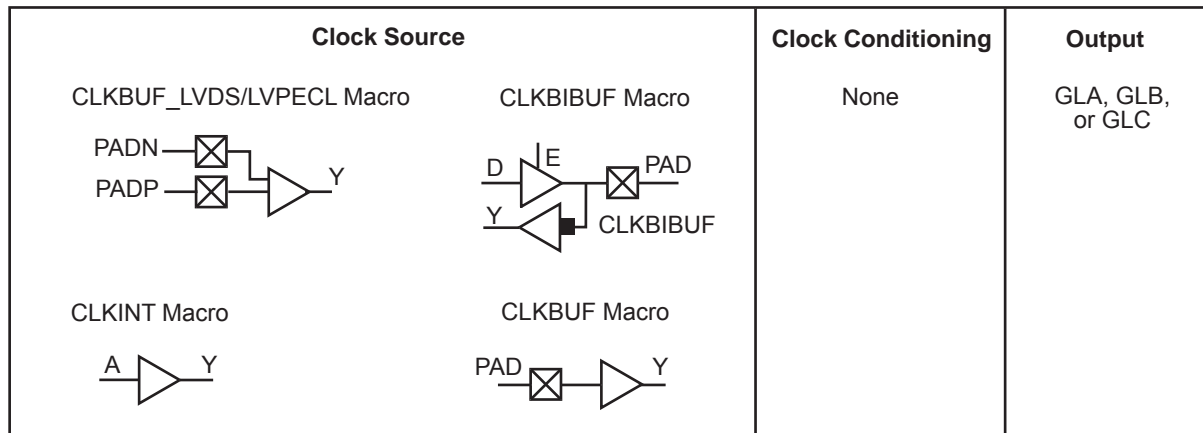 Clock Source
Clock Conditioning
Output
CLKBUF_LVDS/LVPECL Macro
PADN
PADP
Y
CLKBIBUF Macro
D
E
PAD
Y
CLKBIBUF
None
GLA, GLB,
or GLC
CLKINT Macro
A
Y
CLKBUF Macro
PAD
Y